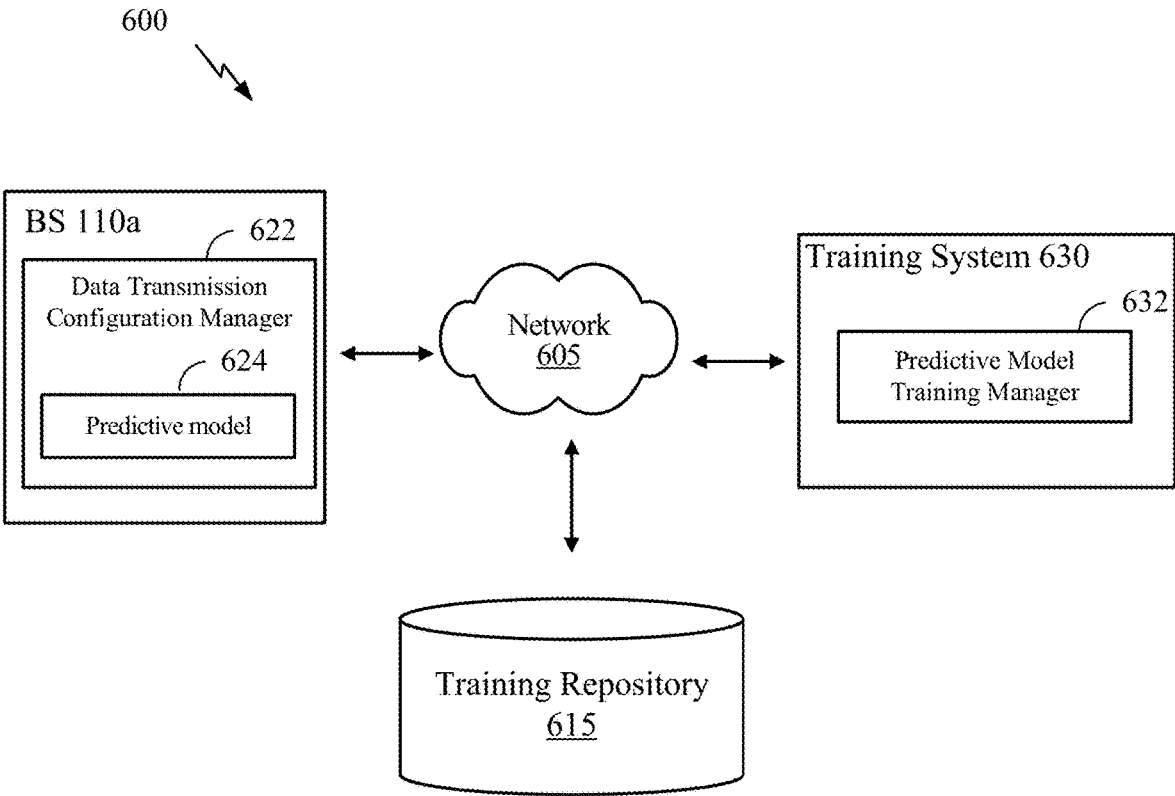 600
BS 110a
622
Data Transmission
Configuration Manager
624
Predictive model
Network
605
Training System 630
632
Predictive Model
Training Manager
Training Repository
615